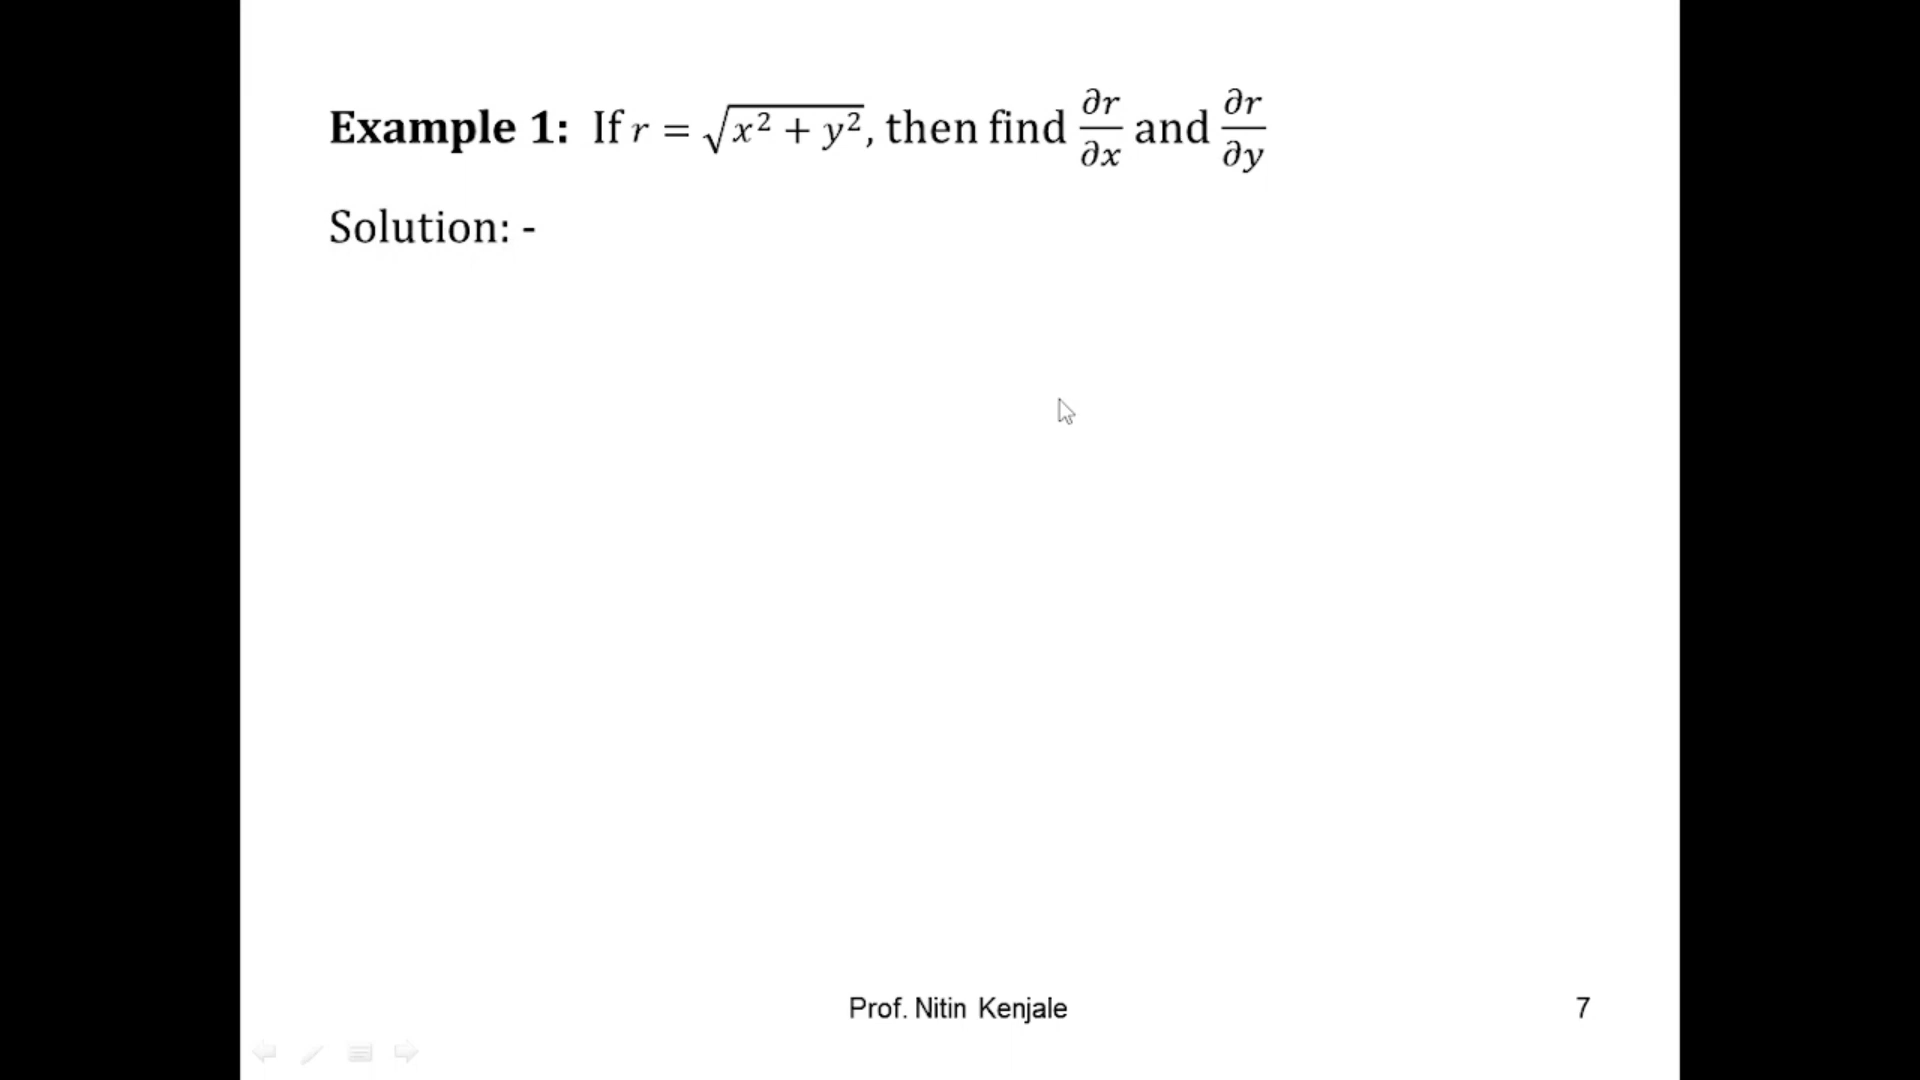 Example 1: If r = √(x² + y²), then find ∂r/∂x and ∂r/∂y
Solution: -
Prof. Nitin Kenjale
7